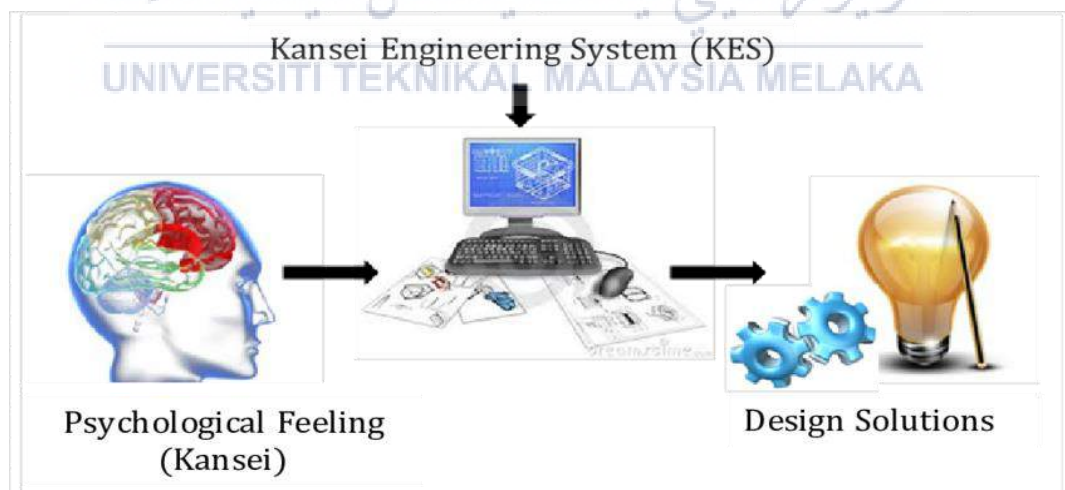 Kansei Engineering System (KES)
UNIVERSITI TEKNIKAL MALAYSIA MELAKA
Psychological Feeling
(Kansei)
Design Solutions